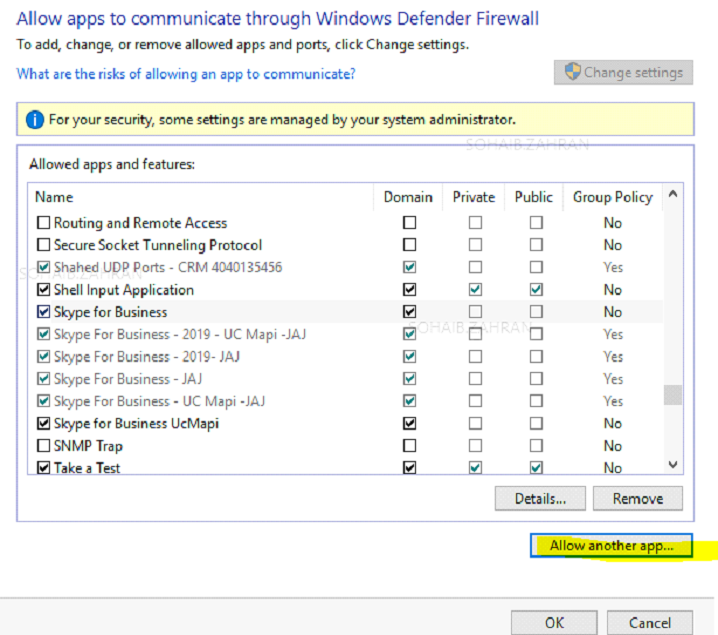 Allow apps to communicate through Windows Defender Firewall
To add, change, or remove allowed apps and ports, click Change settings.
What are the risks of allowing an app to communicate?
Change settings
For your security, some settings are managed by your system administrator.
SOHAIB.ZAHRAN
Allowed apps and features:
Name Domain Private Public Group Policy
Routing and Remote Access No
Secure Socket Tunneling Protocol No
Shahed UDP Ports - CRM 4040135456 Yes
SOHAIB.ZAHRAN
Shell Input Application No
Skype for Business No
SOHAIB.ZAHRAN
Skype For Business - 2019 - UC Mapi -JAJ Yes
Skype For Business - 2019- JAJ Yes
Skype For Business - JAJ Yes
Skype For Business - UC Mapi -JAJ Yes
Skype for Business UcMapi No
SNMP Trap No
Take a Test No
Details... Remove
Allow another app...
OK Cancel